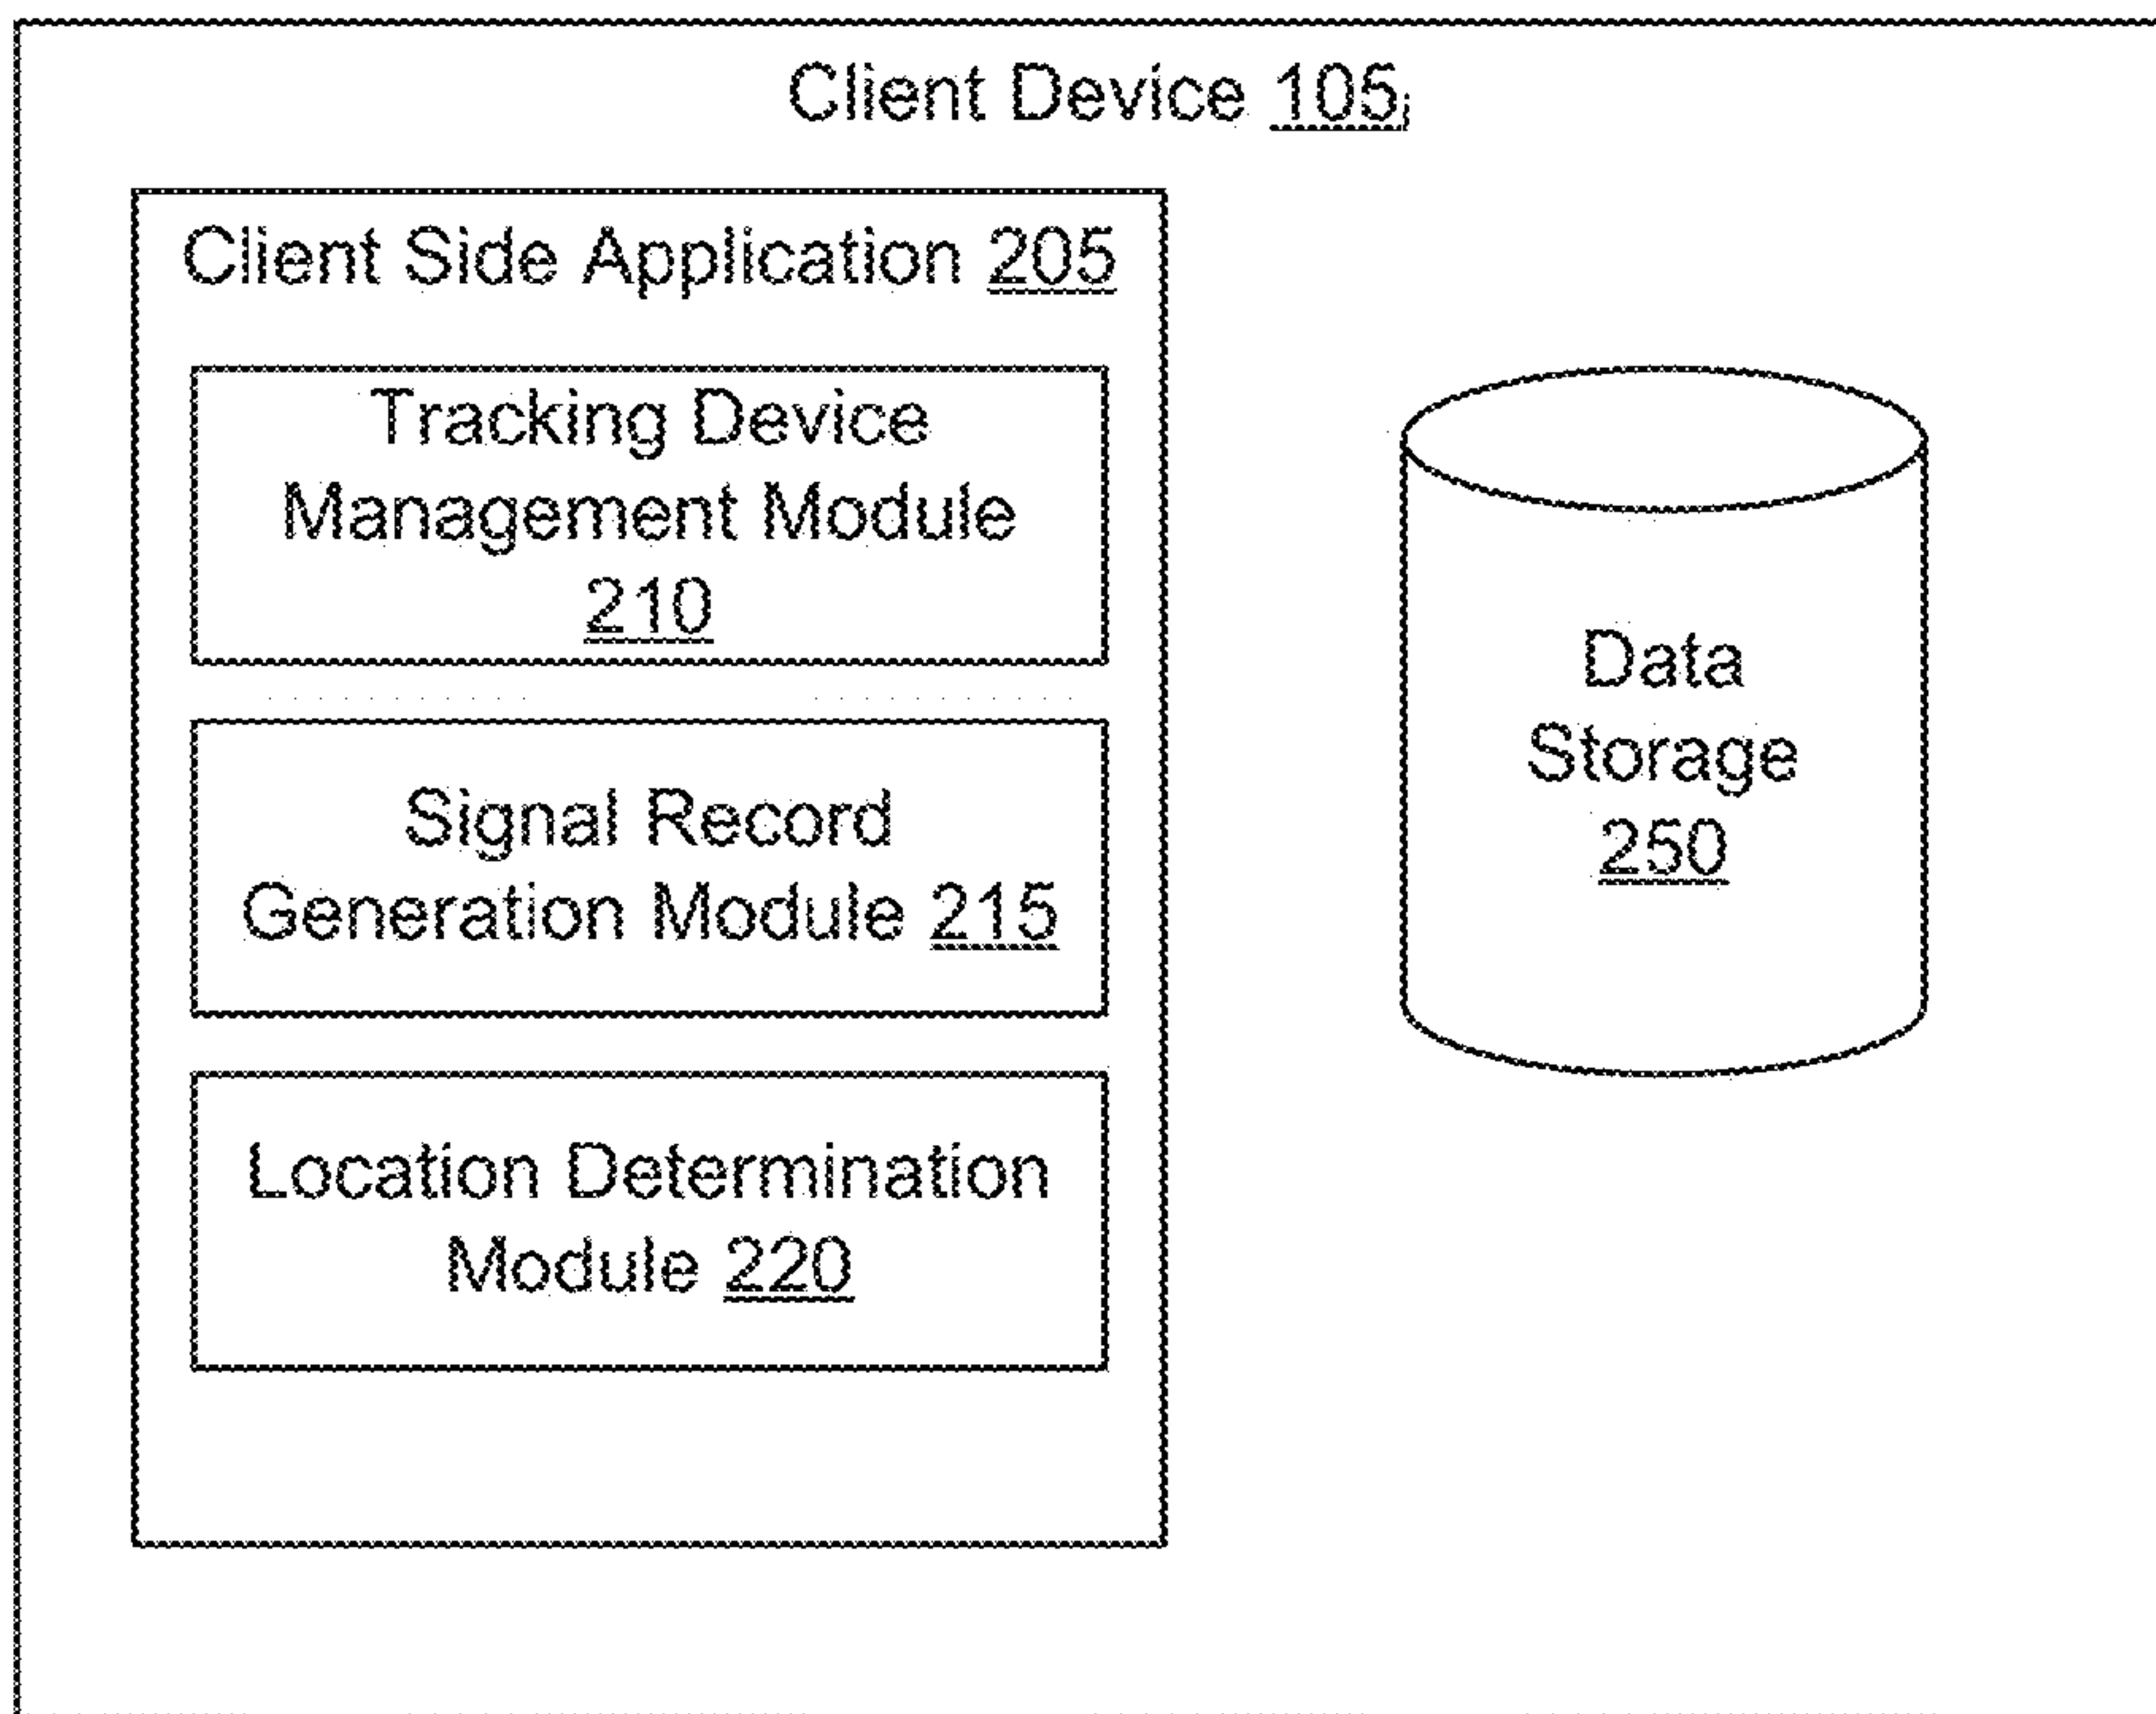 Client Device 105
Client Side Application 205
Tracking Device
Management Module
210
Signal Record
Generation Module 215
Location Determination
Module 220
Data
Storage
250